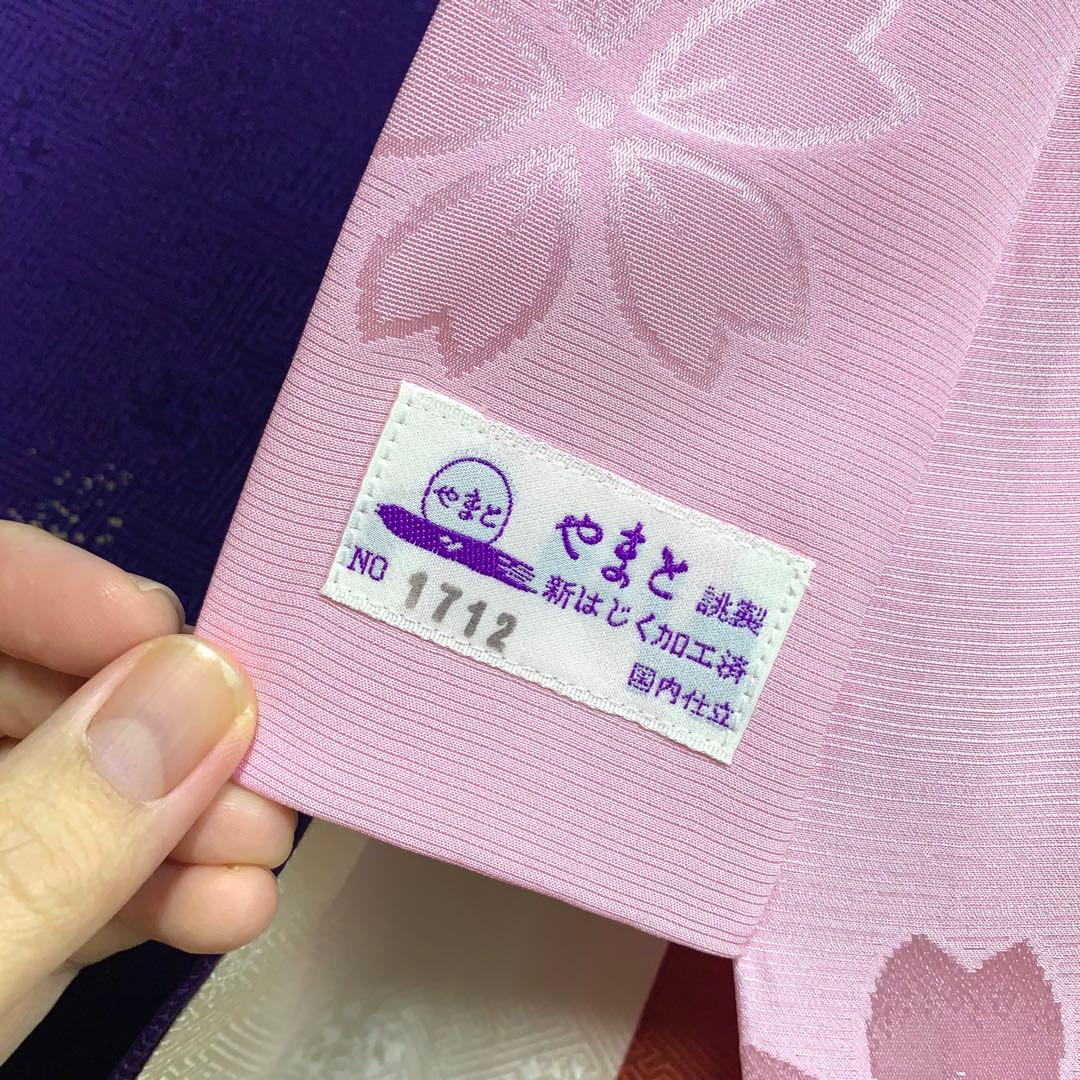 やまと
やまと 誂製
新はじく加工済
NO 1712
国内仕立